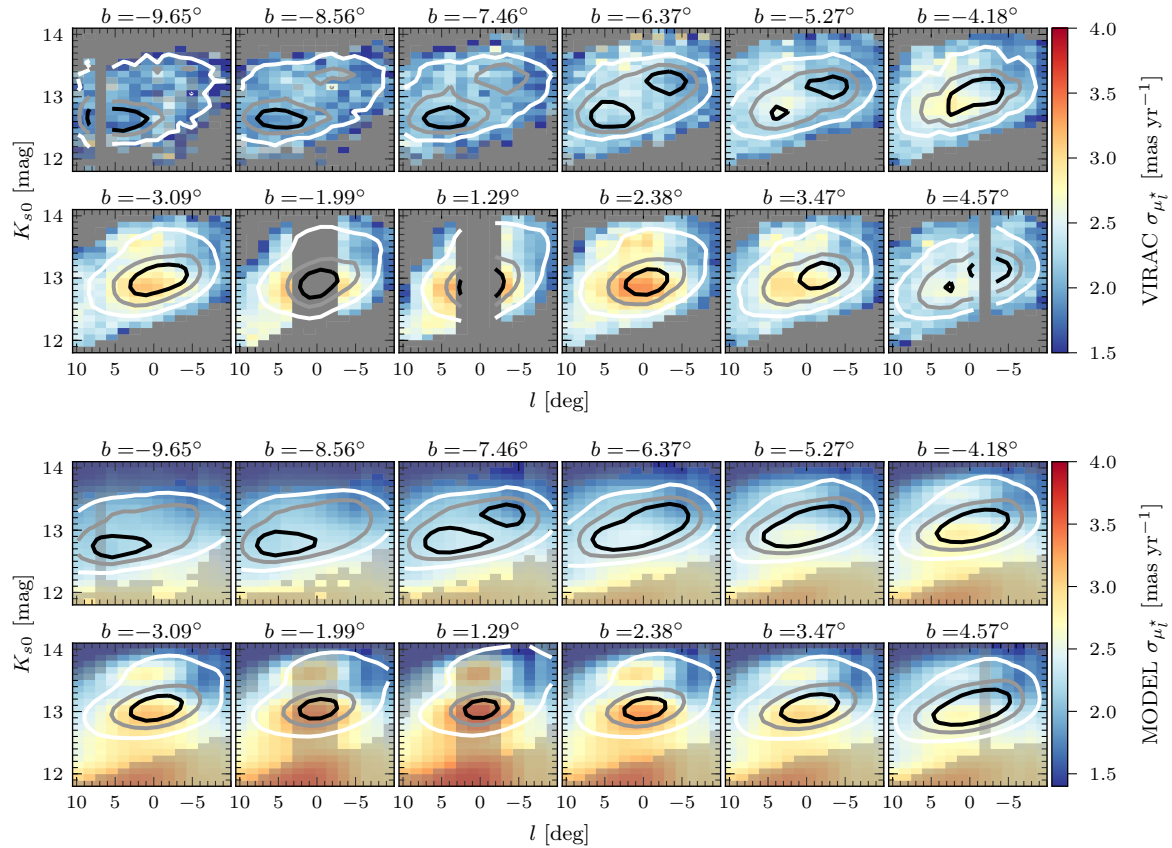 b = −9.65° b = −8.56° b = −7.46° b = −6.37° b = −5.27° b = −4.18°
14
13
12
b = −3.09° b = −1.99° b = 1.29° b = 2.38° b = 3.47° b = 4.57°
14
13
12
K_{s0} [mag]
10 5 0 −5 10 5 0 −5 10 5 0 −5 10 5 0 −5 10 5 0 −5 10 5 0 −5
l [deg]
4.0
3.5
3.0
2.5
2.0
1.5
VIRAC σ_{μ_l^⋆} [mas yr⁻¹]
b = −9.65° b = −8.56° b = −7.46° b = −6.37° b = −5.27° b = −4.18°
14
13
12
b = −3.09° b = −1.99° b = 1.29° b = 2.38° b = 3.47° b = 4.57°
14
13
12
K_{s0} [mag]
10 5 0 −5 10 5 0 −5 10 5 0 −5 10 5 0 −5 10 5 0 −5 10 5 0 −5
l [deg]
4.0
3.5
3.0
2.5
2.0
1.5
MODEL σ_{μ_l^⋆} [mas yr⁻¹]